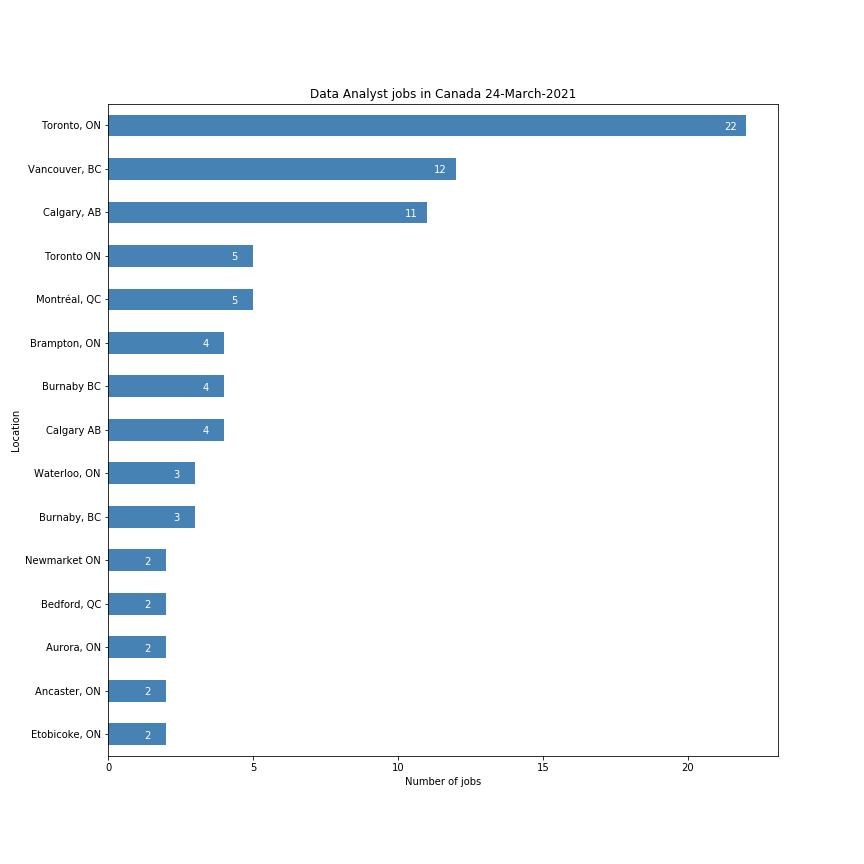 Data Analyst jobs in Canada 24-March-2021
Toronto, ON 22
Vancouver, BC 12
Calgary, AB 11
Toronto ON 5
Montréal, QC 5
Brampton, ON 4
Burnaby BC 4
Calgary AB 4
Waterloo, ON 3
Burnaby, BC 3
Newmarket ON 2
Bedford, QC 2
Aurora, ON 2
Ancaster, ON 2
Etobicoke, ON 2
Location
0 5 10 15 20
Number of jobs